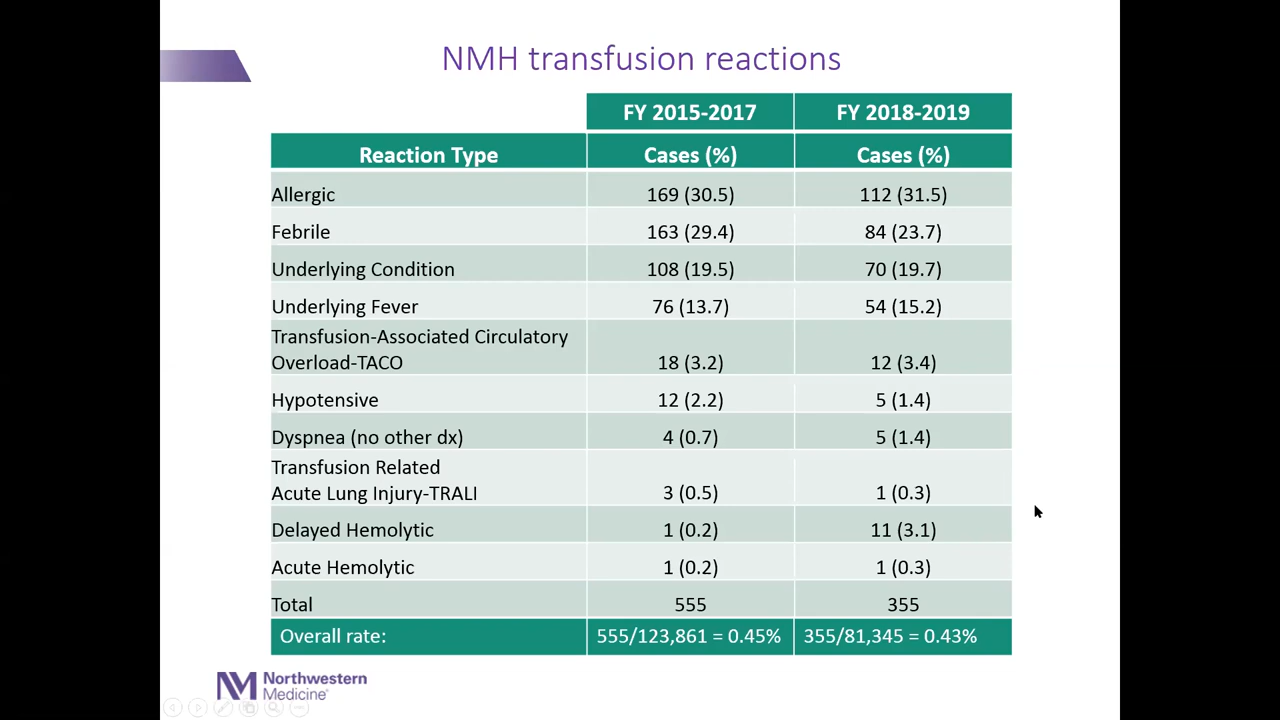 NMH transfusion reactions
FY 2015-2017 FY 2018-2019
Reaction Type Cases (%) Cases (%)
Allergic 169 (30.5) 112 (31.5)
Febrile 163 (29.4) 84 (23.7)
Underlying Condition 108 (19.5) 70 (19.7)
Underlying Fever 76 (13.7) 54 (15.2)
Transfusion-Associated Circulatory
Overload-TACO 18 (3.2) 12 (3.4)
Hypotensive 12 (2.2) 5 (1.4)
Dyspnea (no other dx) 4 (0.7) 5 (1.4)
Transfusion Related
Acute Lung Injury-TRALI 3 (0.5) 1 (0.3)
Delayed Hemolytic 1 (0.2) 11 (3.1)
Acute Hemolytic 1 (0.2) 1 (0.3)
Total 555 355
Overall rate: 555/123,861 = 0.45% 355/81,345 = 0.43%
NM Northwestern
Medicine®